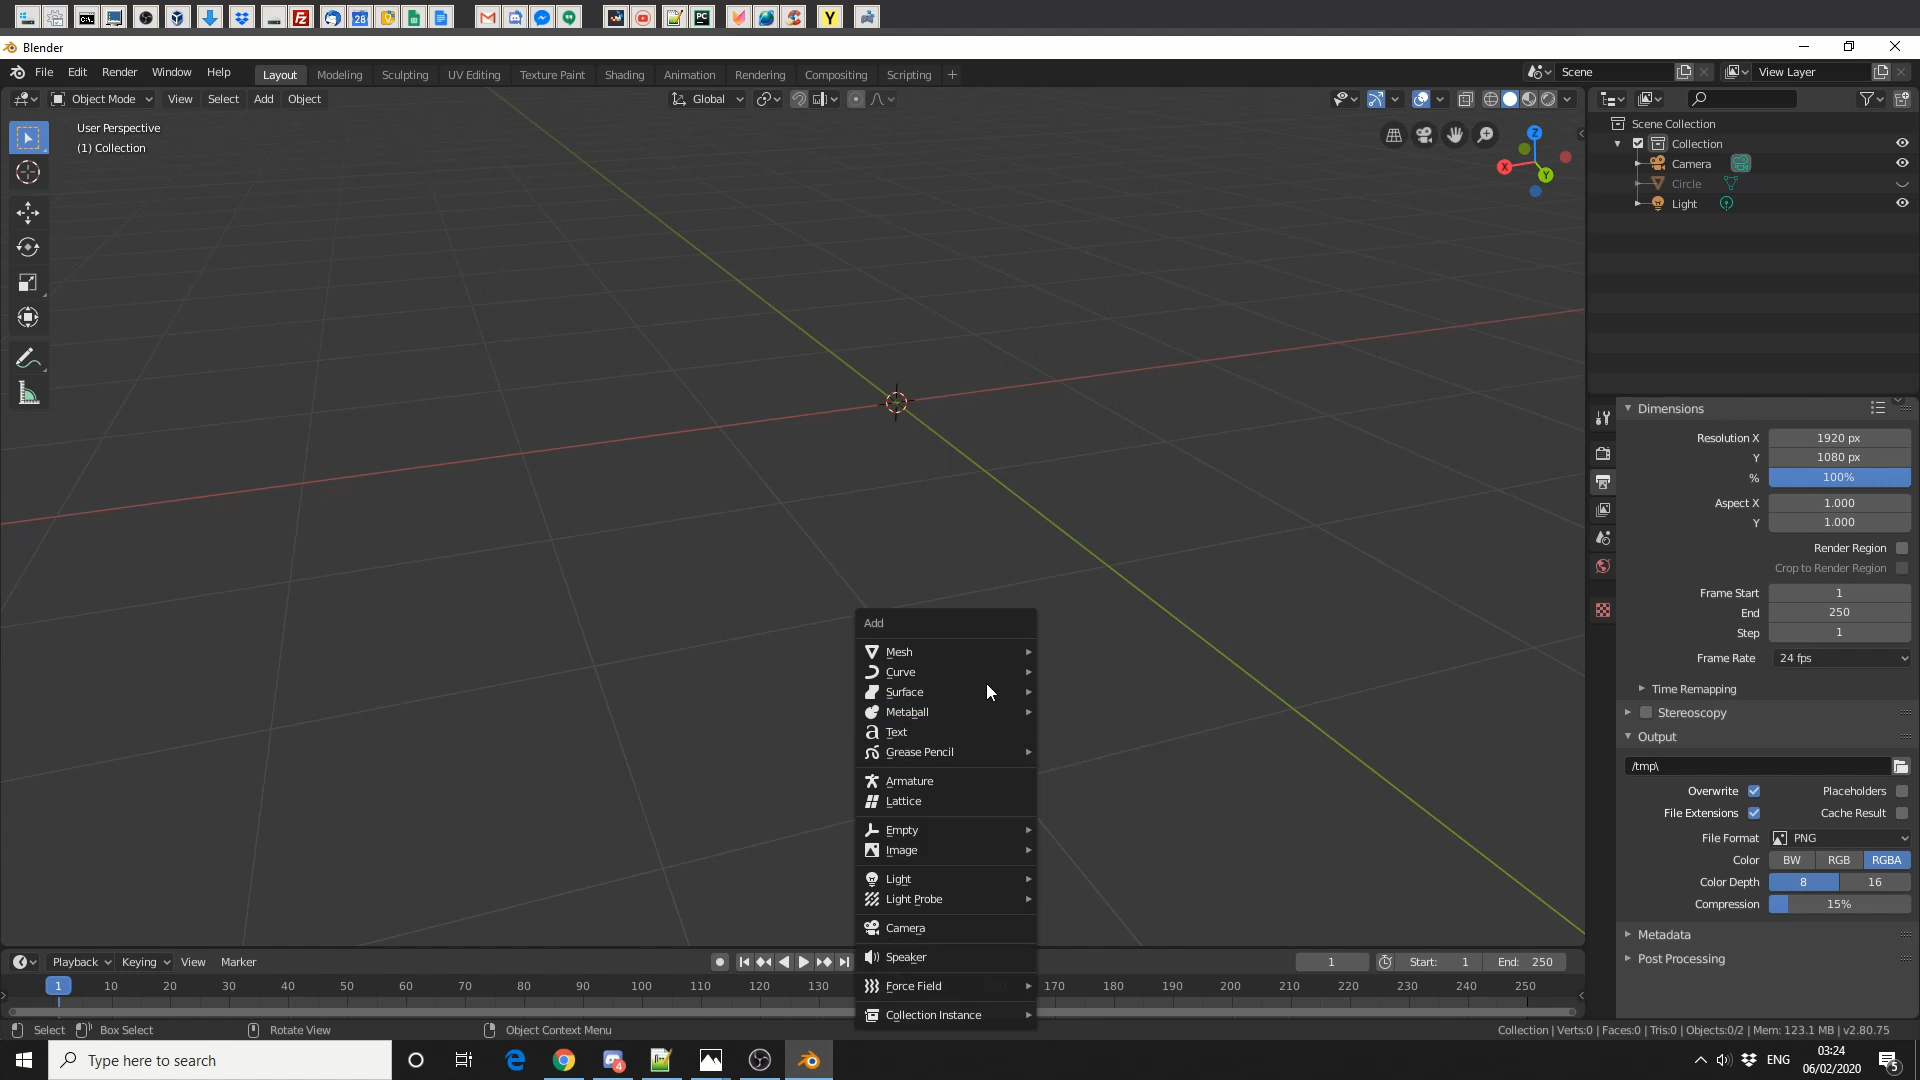 Blender
File Edit Render Window Help Layout Modeling Sculpting UV Editing Texture Paint Shading Animation Rendering Compositing Scripting + Scene View Layer
Object Mode View Select Add Object Global
User Perspective
(1) Collection
Z
X
Y
Scene Collection
Collection
Camera
Circle
Light
Dimensions
Resolution X 1920 px
Y 1080 px
% 100%
Aspect X 1.000
Y 1.000
Render Region
Crop to Render Region
Frame Start 1
End 250
Step 1
Frame Rate 24 fps
Time Remapping
Stereoscopy
Output
/tmp\
Overwrite Placeholders
File Extensions Cache Result
File Format PNG
Color BW RGB RGBA
Color Depth 8 16
Compression 15%
Metadata
Post Processing
Add
Mesh
Curve
Surface
Metaball
Text
Grease Pencil
Armature
Lattice
Empty
Image
Light
Light Probe
Camera
Speaker
Force Field
Collection Instance
Playback Keying View Marker 1 Start: 1 End: 250
1 10 20 30 40 50 60 70 80 90 100 110 120 130 170 180 190 200 210 220 230 240 250
Select Box Select Rotate View Object Context Menu Collection | Verts:0 | Faces:0 | Tris:0 | Objects:0/2 | Mem: 123.1 MB | v2.80.75
Type here to search 4 ENG 03:24
06/02/2020 5